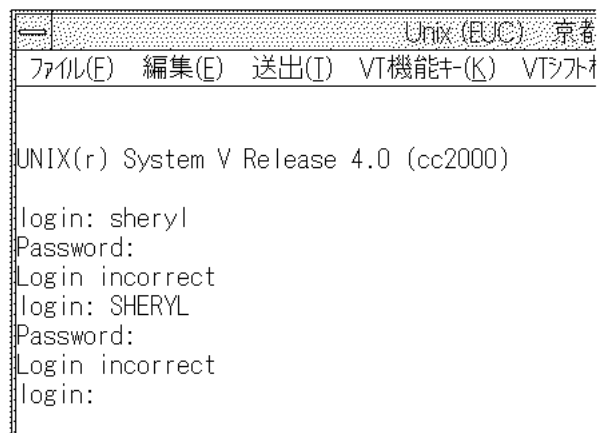 Unix (EUC) 京都
ファイル(F) 編集(E) 送出(T) VT機能キー(K) VTシフト
UNIX(r) System V Release 4.0 (cc2000)
login: sheryl
Password:
Login incorrect
login: SHERYL
Password:
Login incorrect
login: